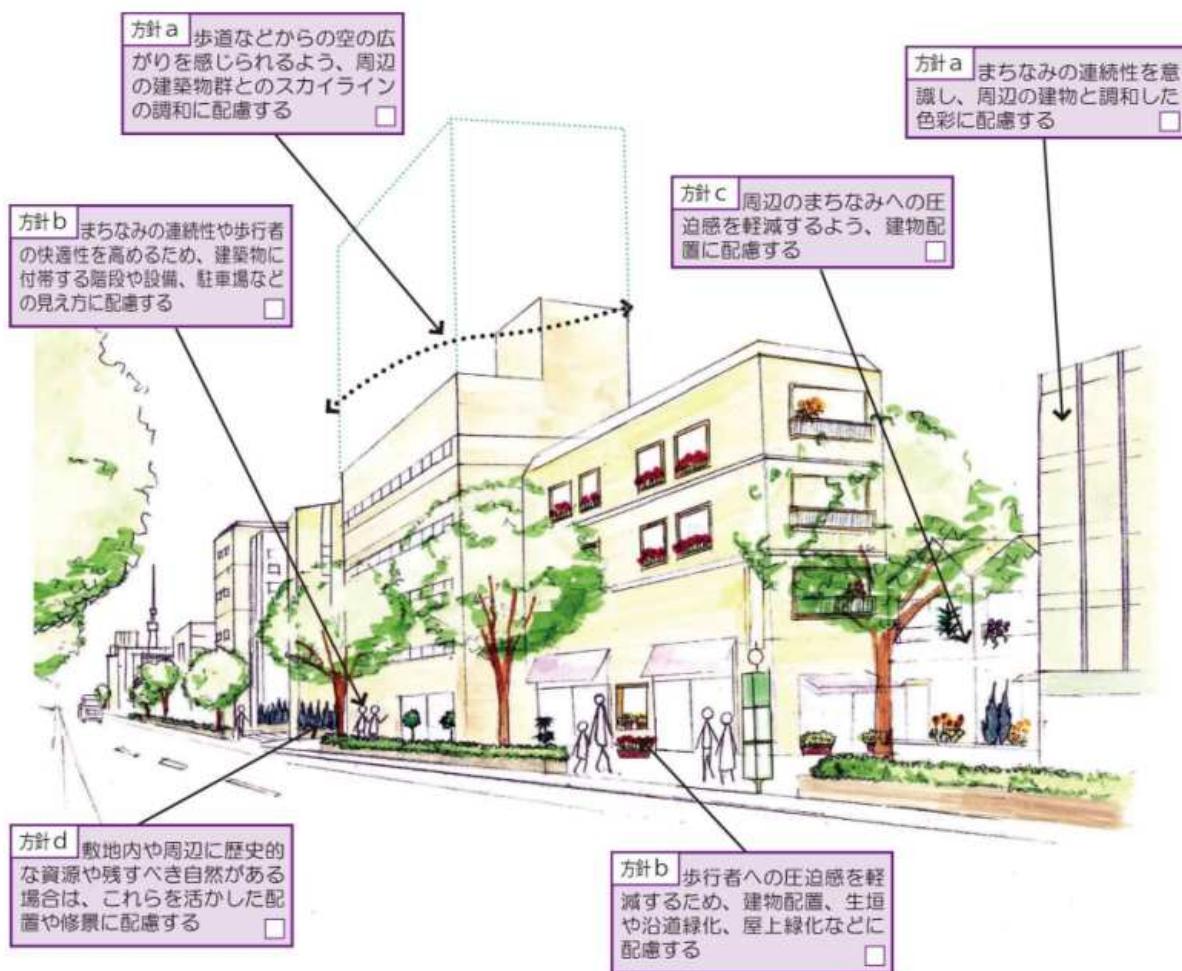 方針a 歩道などからの空の広
がりを感じられるよう、周辺
の建築物群とのスカイライン
の調和に配慮する □
方針a まちなみの連続性を意
識し、周辺の建物と調和した
色彩に配慮する □
方針b まちなみの連続性や歩行者
の快適性を高めるため、建築物に
付帯する階段や設備、駐車場など
の見え方に配慮する □
方針c 周辺のまちなみへの圧
迫感を軽減するよう、建物配
置に配慮する □
方針d 敷地内や周辺に歴史的
な資源や残すべき自然がある
場合は、これらを活かした配
置や修景に配慮する □
方針b 歩行者への圧迫感を軽
減するため、建物配置、生垣
や沿道緑化、屋上緑化などに
配慮する □